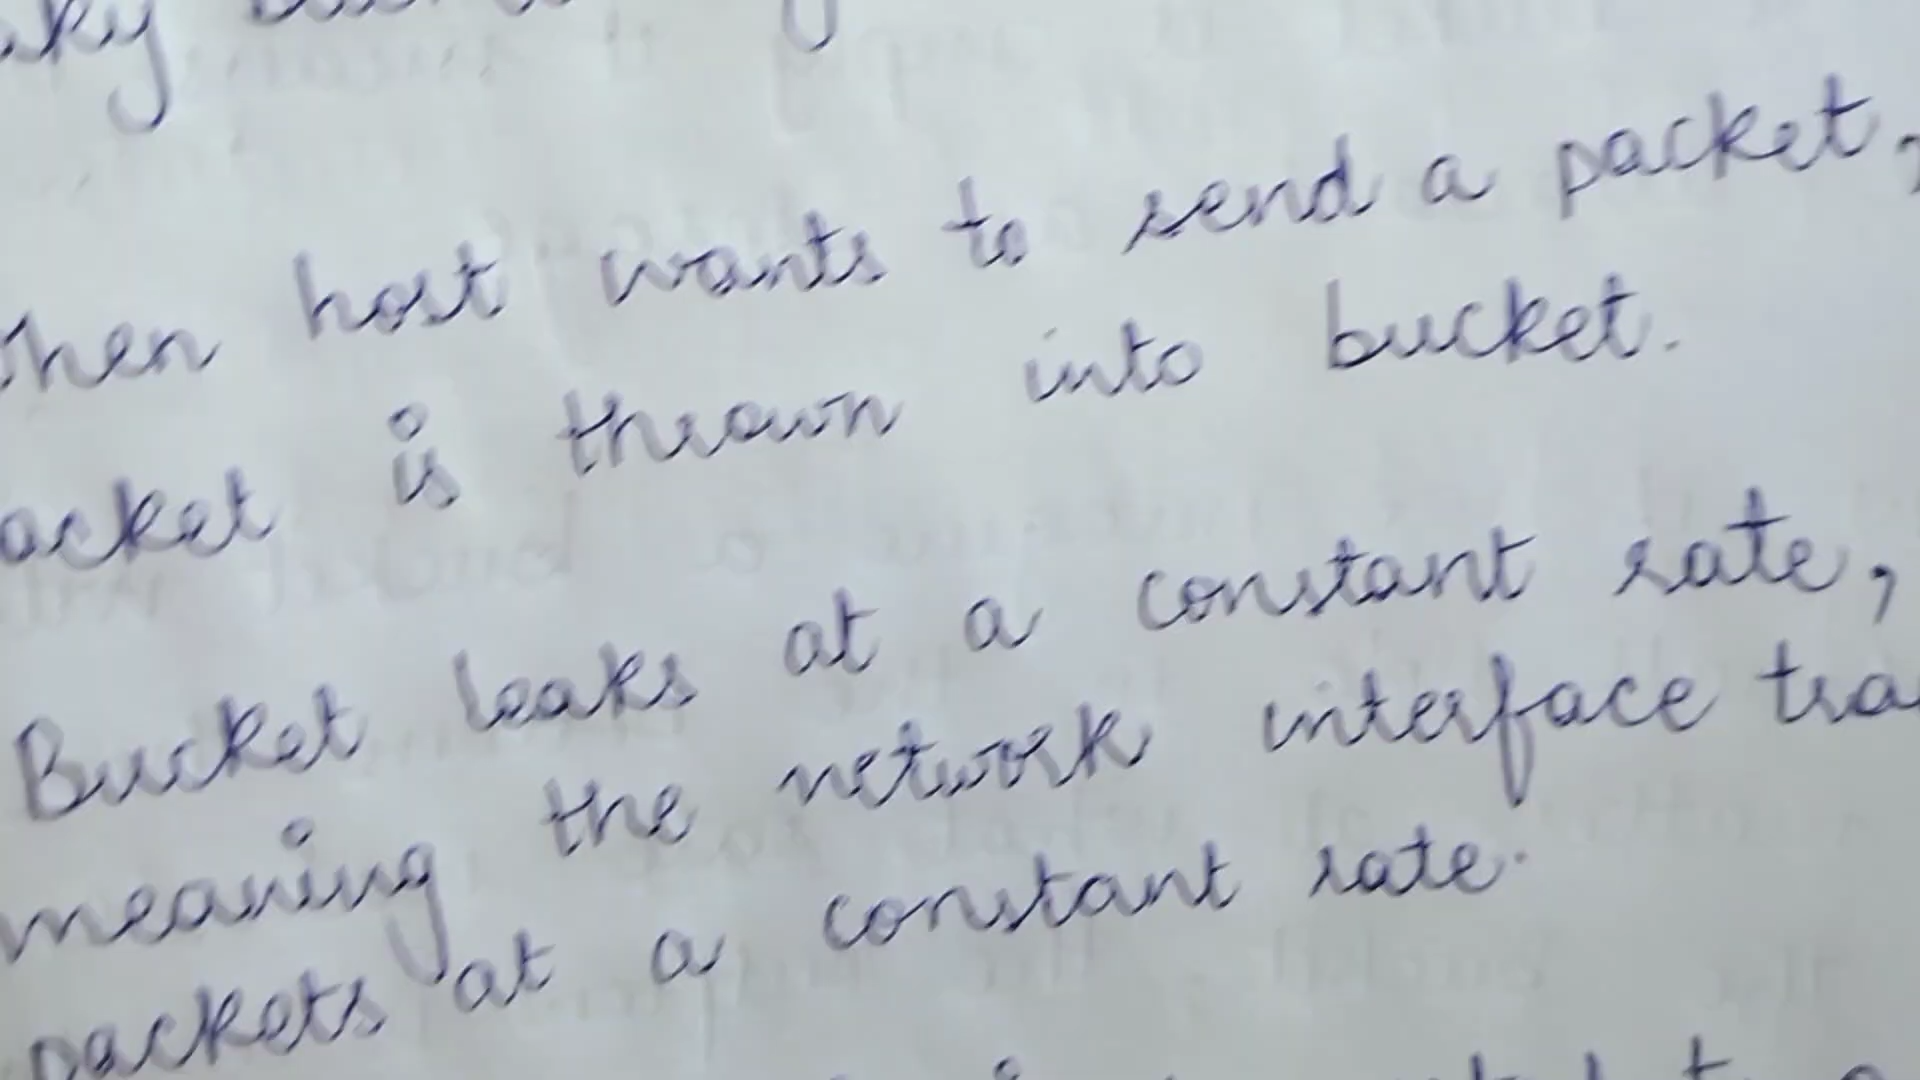 when host wants to send a packet,
packet is thrown into bucket.
Bucket leaks at a constant rate,
meaning the network interface tra
packets at a constant rate.